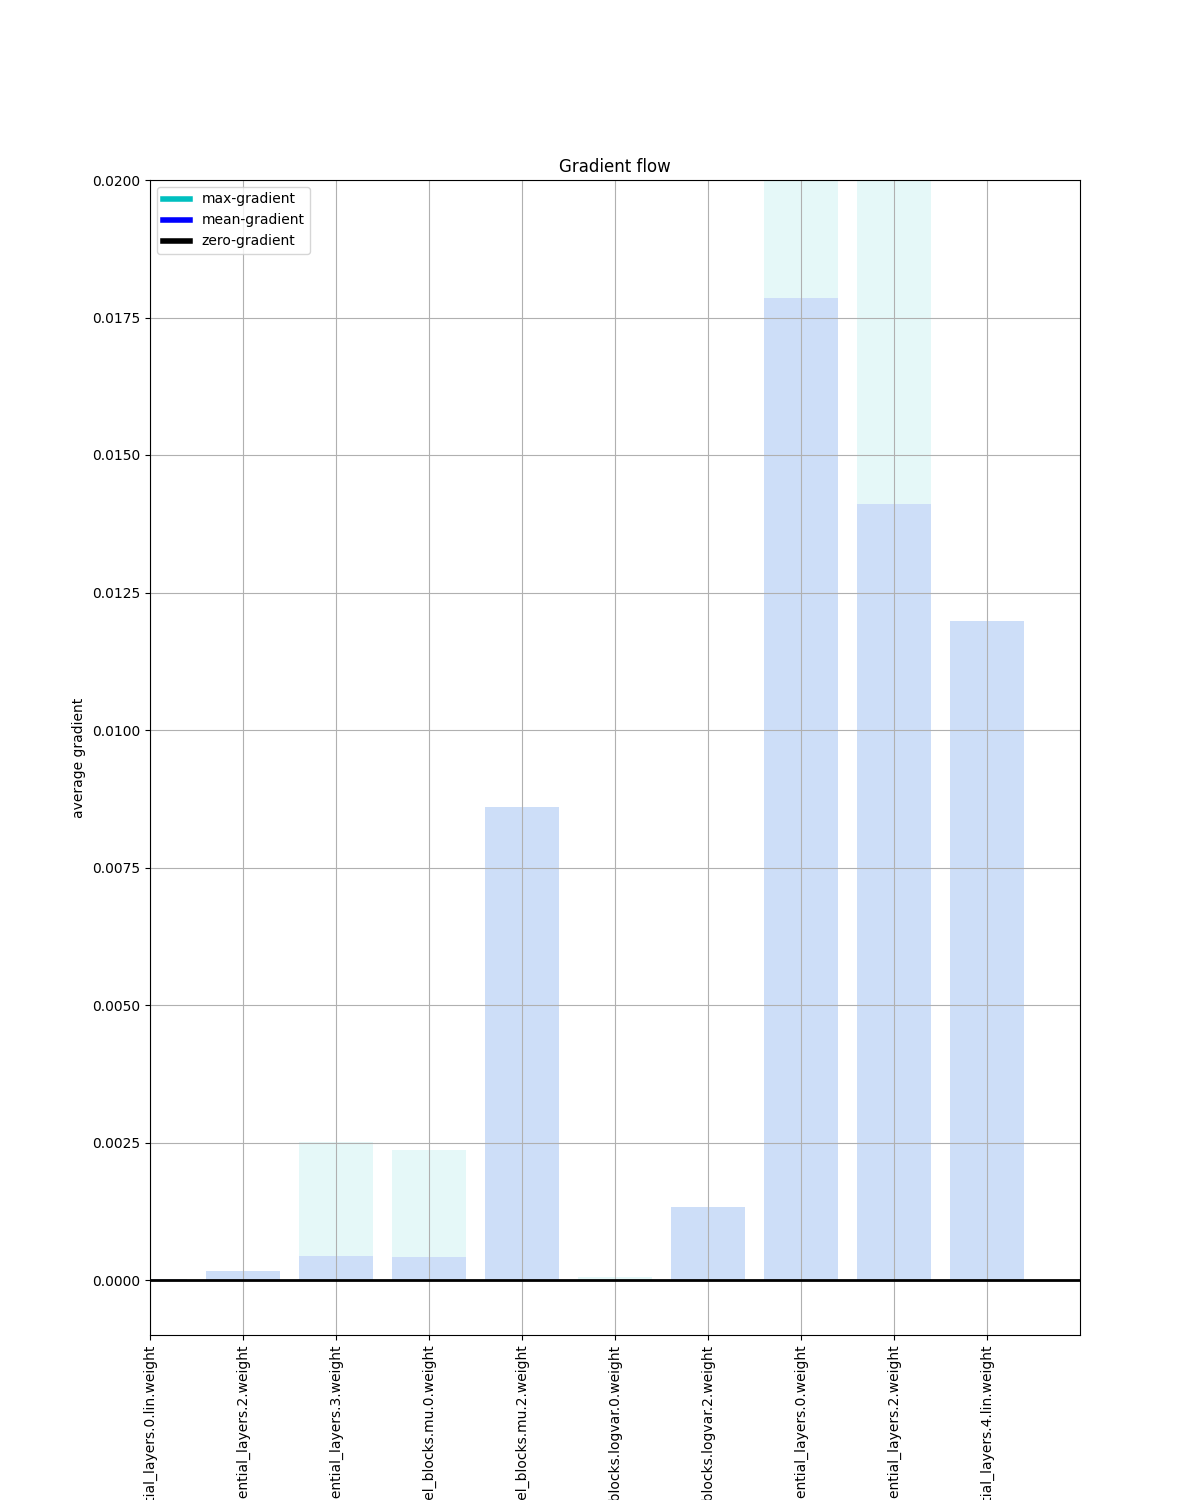 Gradient flow
max-gradient
mean-gradient
zero-gradient
0.0200
0.0175
0.0150
0.0125
0.0100
0.0075
0.0050
0.0025
0.0000
average gradient
tial_layers.0.lin.weight
ential_layers.2.weight
ential_layers.3.weight
el_blocks.mu.0.weight
el_blocks.mu.2.weight
blocks.logvar.0.weight
blocks.logvar.2.weight
ential_layers.0.weight
ential_layers.2.weight
tial_layers.4.lin.weight